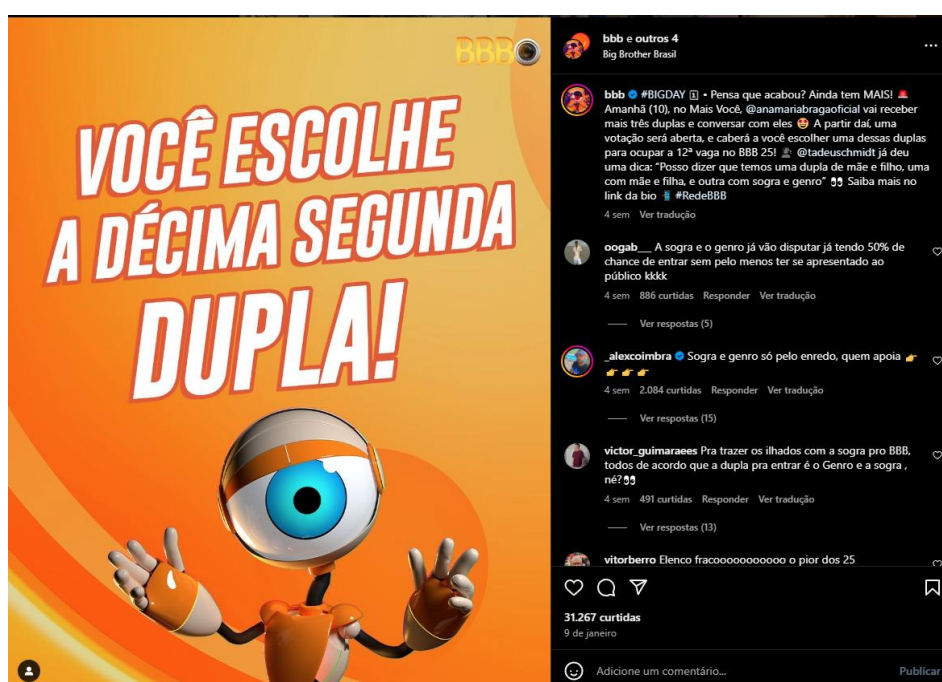 BBB
VOCÊ ESCOLHE
A DÉCIMA SEGUNDA
DUPLA!
bbb e outros 4
Big Brother Brasil
bbb #BIGDAY 1️⃣ • Pensa que acabou? Ainda tem MAIS! 🚨
Amanhã (10), no Mais Você, @anamariabragaoficial vai receber
mais três duplas e conversar com eles 🤩 A partir daí, uma
votação será aberta, e caberá a você escolher uma dessas duplas
para ocupar a 12ª vaga no BBB 25! 🗣️ @tadeuschmidt já deu
uma dica: “Posso dizer que temos uma dupla de mãe e filho, uma
com mãe e filha, e outra com sogra e genro” 👀 Saiba mais no
link da bio 📱 #RedeBBB
4 sem Ver tradução
oogab__ A sogra e o genro já vão disputar já tendo 50% de
chance de entrar sem pelo menos ter se apresentado ao
público kkkk
4 sem 886 curtidas Responder Ver tradução
Ver respostas (5)
_alexcoimbra Sogra e genro só pelo enredo, quem apoia 👉
👉👉👉
4 sem 2.084 curtidas Responder Ver tradução
Ver respostas (15)
victor_guimaraees Pra trazer os ilhados com a sogra pro BBB,
todos de acordo que a dupla pra entrar é o Genro e a sogra ,
né?👀
4 sem 491 curtidas Responder Ver tradução
Ver respostas (13)
vitorberro Elenco fracooooooooooo o pior dos 25
31.267 curtidas
9 de janeiro
Adicione um comentário...
Publicar